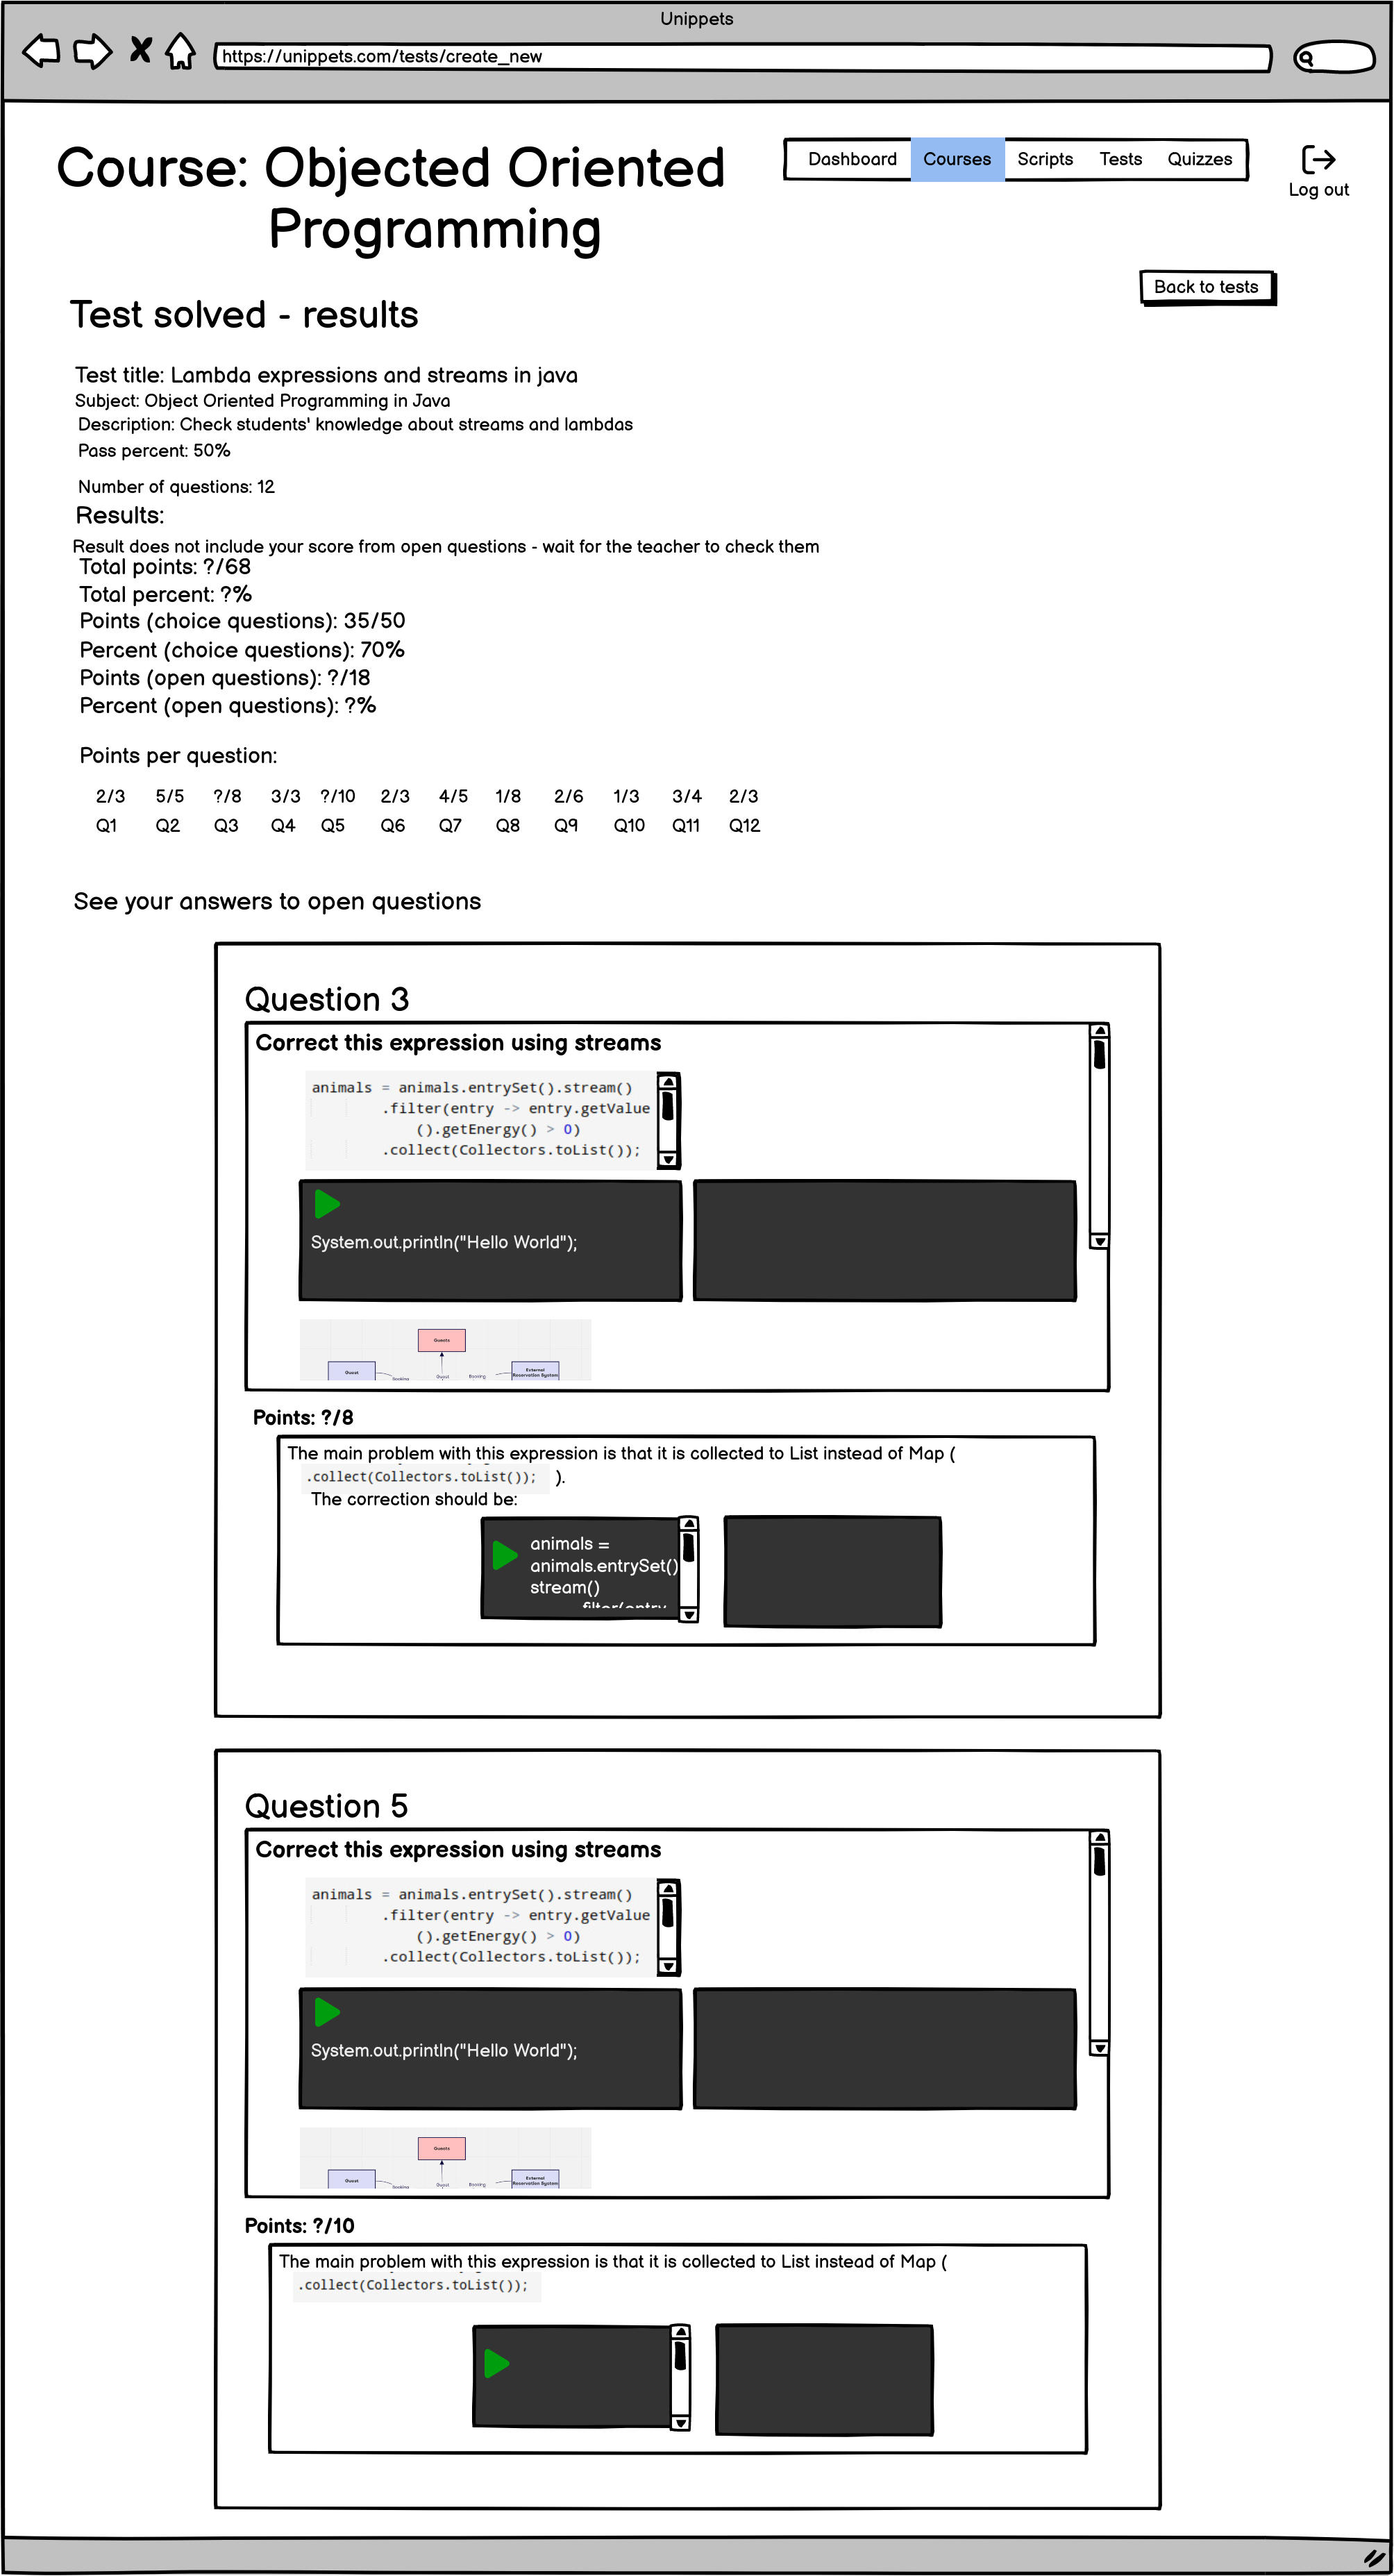 Unippets
https://unippets.com/tests/create_new
Course: Objected Oriented
Programming
Dashboard Courses Scripts Tests Quizzes
Log out
Back to tests
Test solved - results
Test title: Lambda expressions and streams in java
Subject: Object Oriented Programming in Java
Description: Check students' knowledge about streams and lambdas
Pass percent: 50%
Number of questions: 12
Results:
Result does not include your score from open questions - wait for the teacher to check them
Total points: ?/68
Total percent: ?%
Points (choice questions): 35/50
Percent (choice questions): 70%
Points (open questions): ?/18
Percent (open questions): ?%
Points per question:
2/3 5/5 ?/8 3/3 ?/10 2/3 4/5 1/8 2/6 1/3 3/4 2/3
Q1 Q2 Q3 Q4 Q5 Q6 Q7 Q8 Q9 Q10 Q11 Q12
See your answers to open questions
Question 3
Correct this expression using streams
animals = animals.entrySet().stream()
.filter(entry -> entry.getValue
().getEnergy() > 0)
.collect(Collectors.toList());
System.out.println("Hello World");
Guests
Guest
External
Reservation System
Booking Guest Booking
Points: ?/8
The main problem with this expression is that it is collected to List instead of Map (
.collect(Collectors.toList()); ).
The correction should be:
animals =
animals.entrySet()
stream()
filter(entry
Question 5
Correct this expression using streams
animals = animals.entrySet().stream()
.filter(entry -> entry.getValue
().getEnergy() > 0)
.collect(Collectors.toList());
System.out.println("Hello World");
Guests
Guest
External
Reservation System
Booking Guest Booking
Points: ?/10
The main problem with this expression is that it is collected to List instead of Map (
.collect(Collectors.toList());